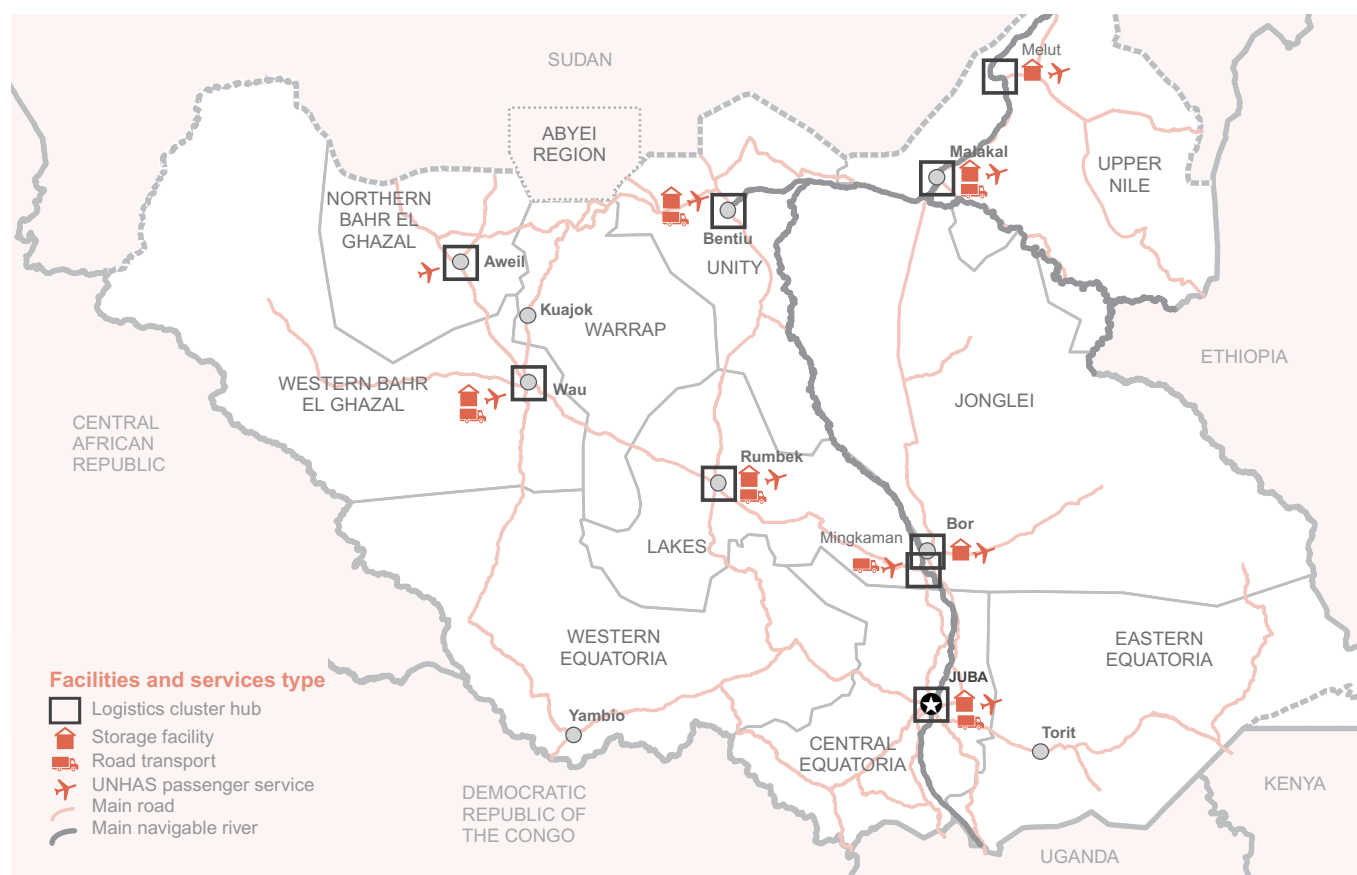 Melut
SUDAN
ABYEI
REGION
Malakal
UPPER
NILE
NORTHERN
BAHR EL
GHAZAL
Bentiu
UNITY
Aweil
Kuajok
WARRAP
ETHIOPIA
WESTERN BAHR
EL GHAZAL
Wau
JONGLEI
CENTRAL
AFRICAN
REPUBLIC
Rumbek
Bor
Mingkaman
LAKES
WESTERN
EQUATORIA
EASTERN
EQUATORIA
JUBA
Facilities and services type
Logistics cluster hub
Storage facility
Road transport
UNHAS passenger service
Main road
Main navigable river
Yambio
Torit
CENTRAL
EQUATORIA
KENYA
DEMOCRATIC
REPUBLIC OF
THE CONGO
UGANDA